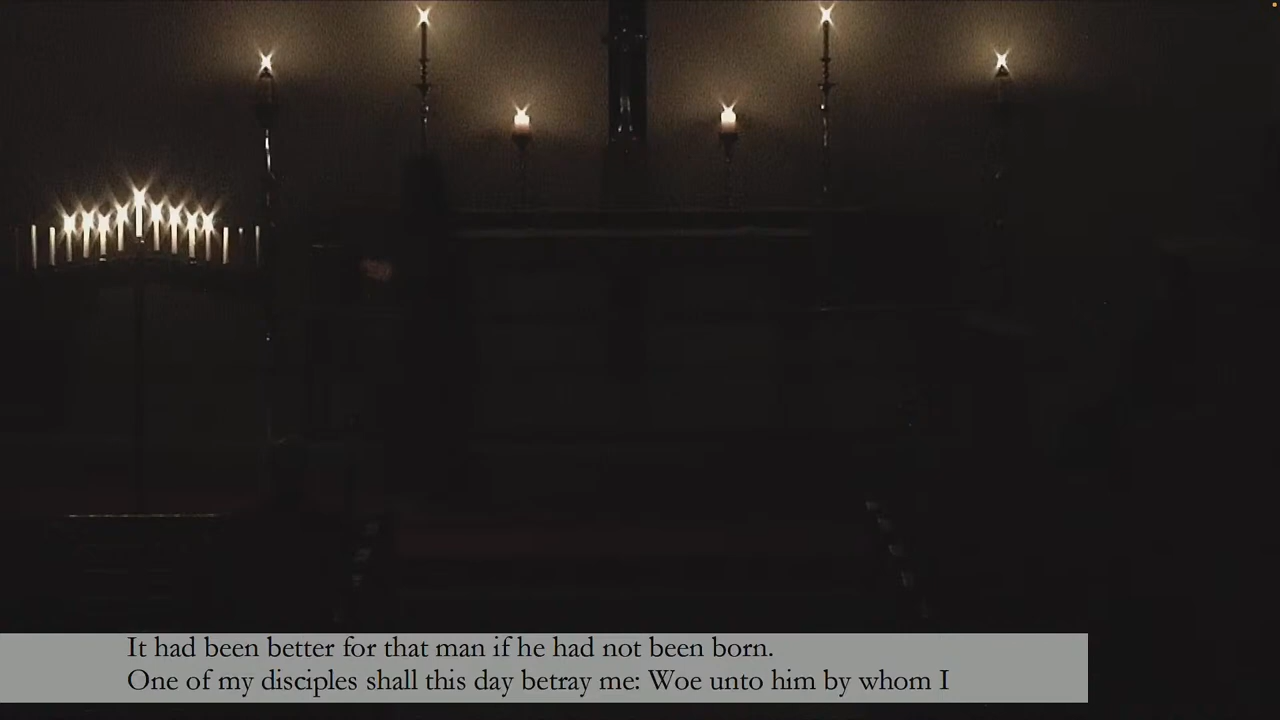 It had been better for that man if he had not been born.
One of my disciples shall this day betray me: Woe unto him by whom I